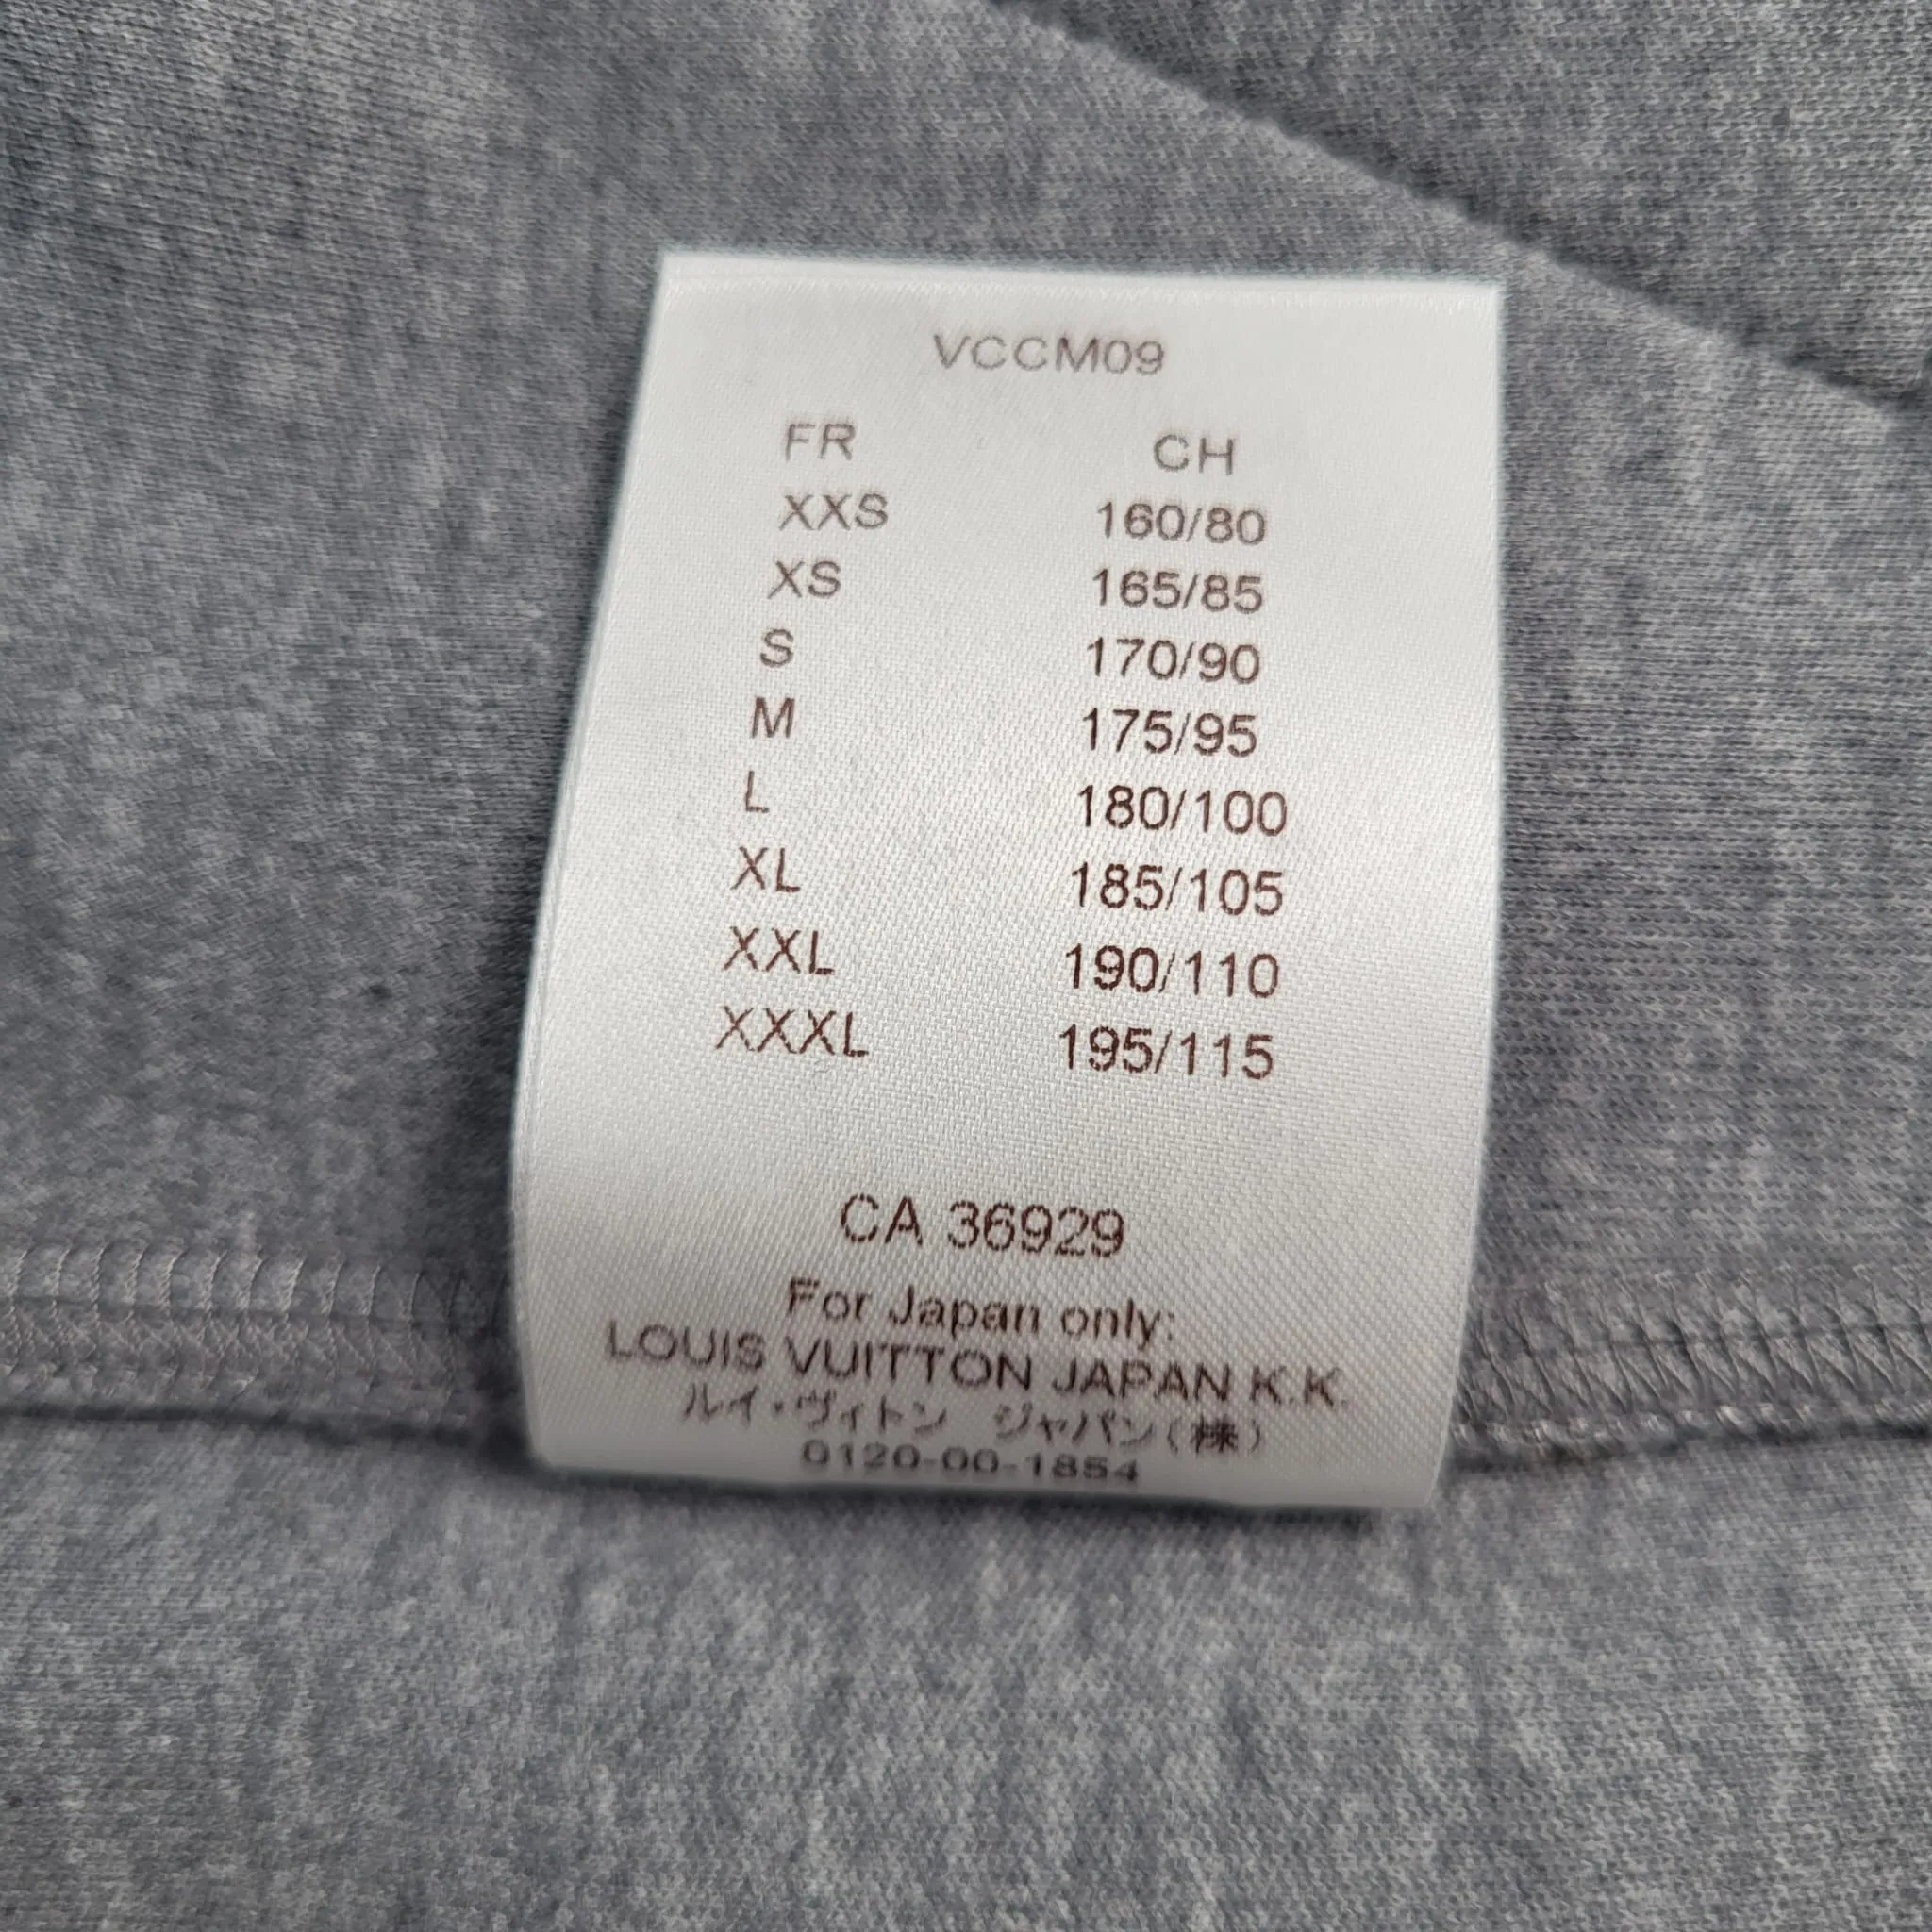 VCCM09
FR CH
XXS 160/80
XS 165/85
S 170/90
M 175/95
L 180/100
XL 185/105
XXL 190/110
XXXL 195/115
CA 36929
For Japan only:
LOUIS VUITTON JAPAN K.K.
ルイ・ヴィトン ジャパン(株)
0120-00-1854